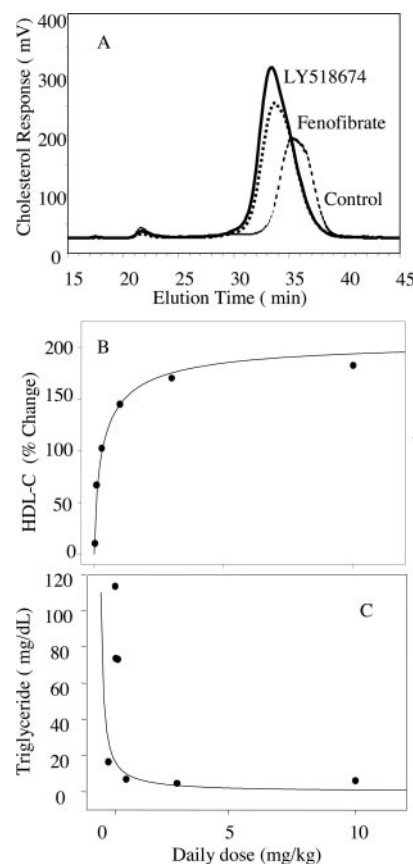 400
A
300
200
100
0
Cholesterol Response ( mV)
LY518674
Fenofibrate
Control
15 20 25 30 35 40 45
Elution Time ( min)
B
200
150
100
50
0
HDL-C (% Change)
C
120
100
80
60
40
20
0
Triglyceride ( mg/dL)
0 5 10
Daily dose (mg/kg)